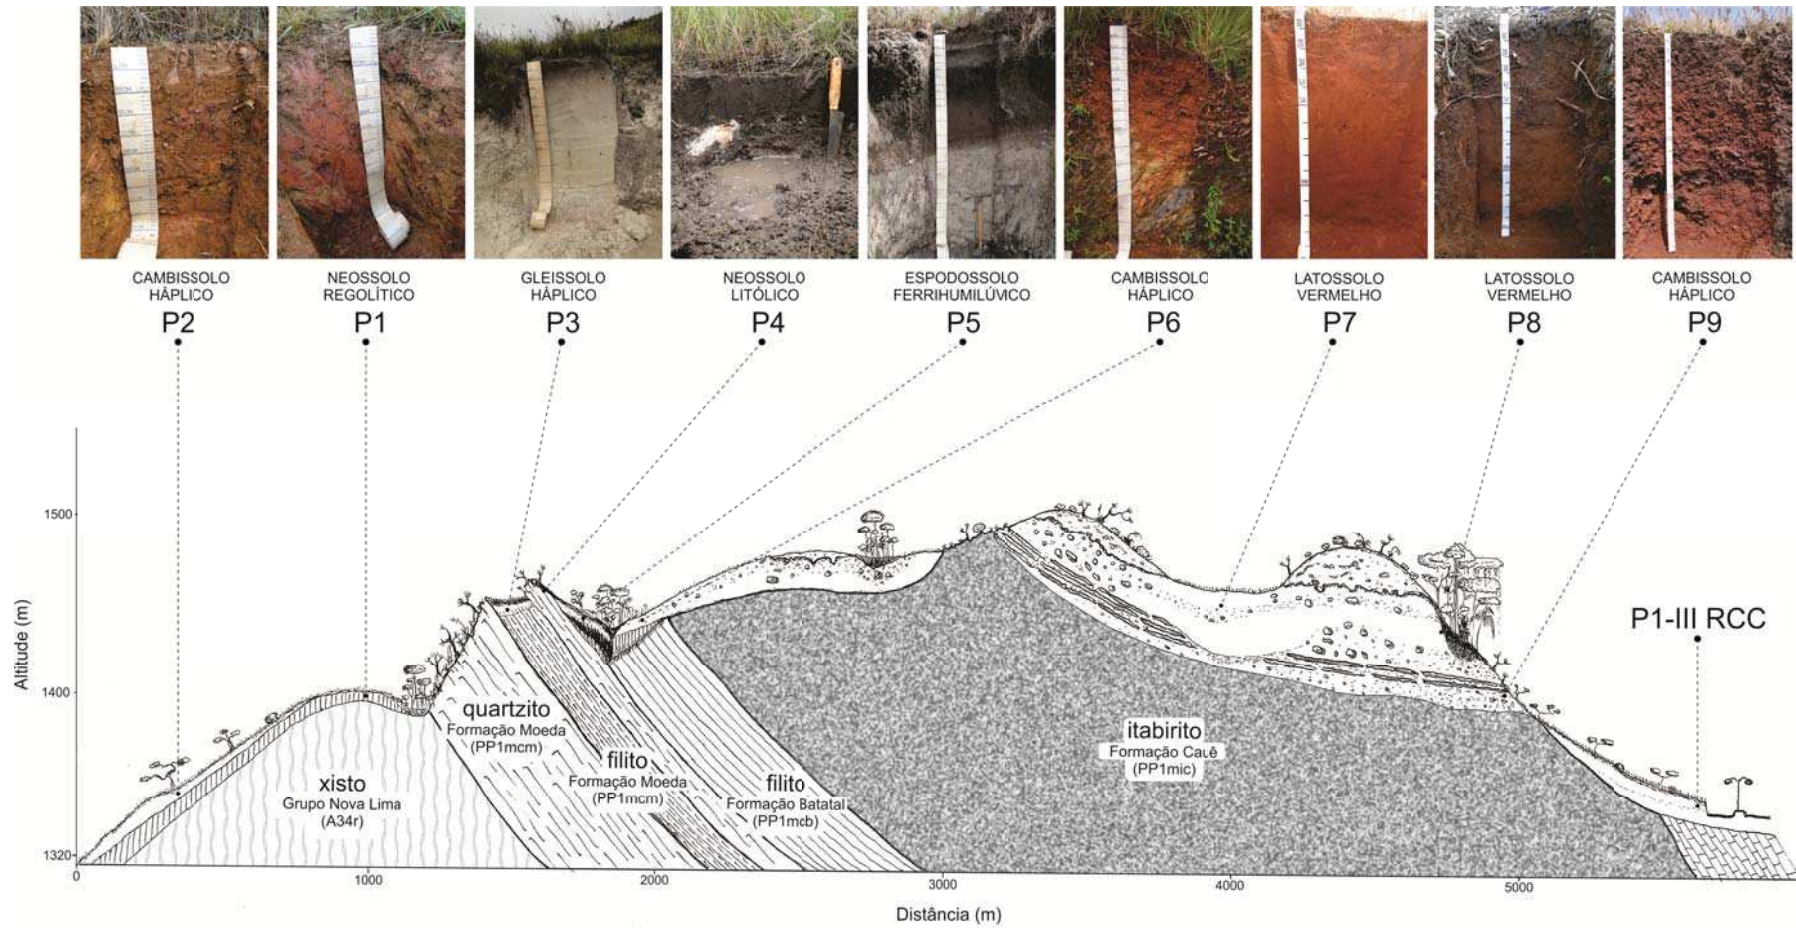 CAMBISSOLO
HÁPLICO
P2
NEOSSOLO
REGOLÍTICO
P1
GLEISSOLO
HÁPLICO
P3
NEOSSOLO
LITÓLICO
P4
ESPODOSSOLO
FERRIHUMILÚVICO
P5
CAMBISSOLO
HÁPLICO
P6
LATOSSOLO
VERMELHO
P7
LATOSSOLO
VERMELHO
P8
CAMBISSOLO
HÁPLICO
P9
Altitude (m)
1500
1400
1320
P1-III RCC
quartzito
Formação Moeda
(PP1mcm)
filito
Formação Moeda
(PP1mcm)
filito
Formação Batatal
(PP1mcb)
itabirito
Formação Cauê
(PP1mic)
xisto
Grupo Nova Lima
(A34r)
0
1000
2000
3000
4000
5000
Distância (m)